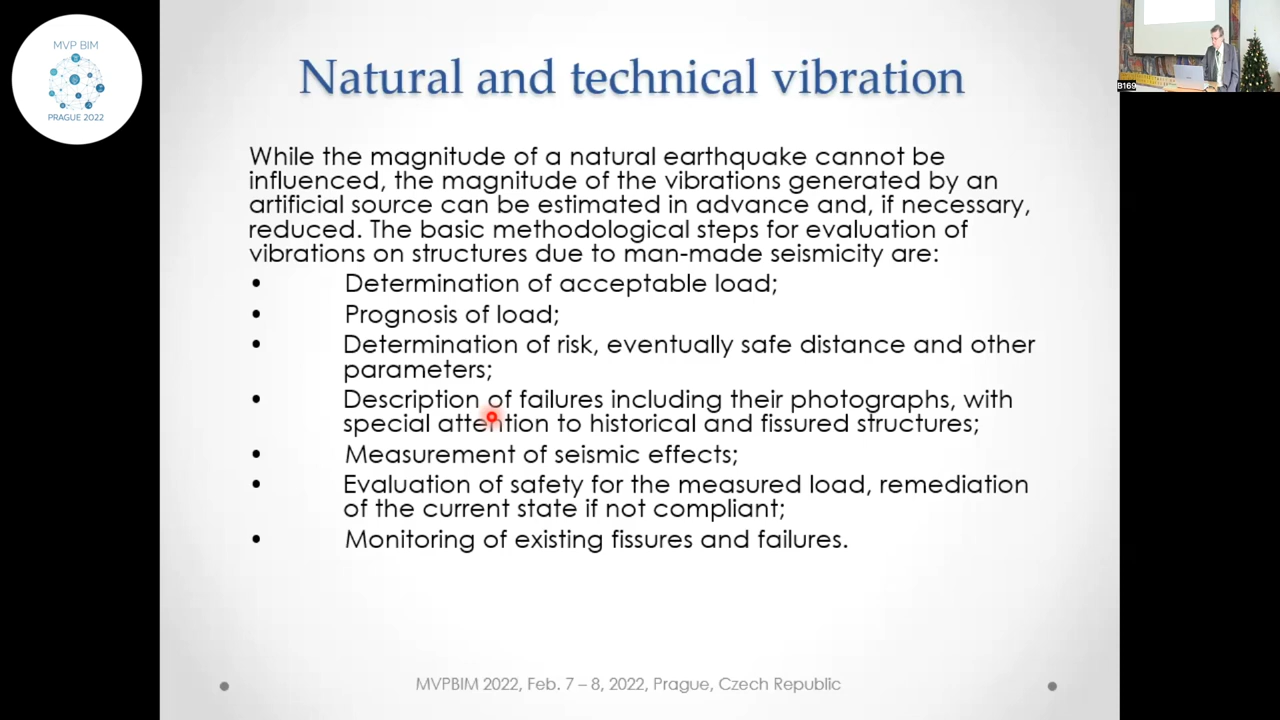 MVP BIM
PRAGUE 2022
Natural and technical vibration
B169
While the magnitude of a natural earthquake cannot be
influenced, the magnitude of the vibrations generated by an
artificial source can be estimated in advance and, if necessary,
reduced. The basic methodological steps for evaluation of
vibrations on structures due to man-made seismicity are:
• Determination of acceptable load;
• Prognosis of load;
• Determination of risk, eventually safe distance and other
parameters;
• Description of failures including their photographs, with
special attention to historical and fissured structures;
• Measurement of seismic effects;
• Evaluation of safety for the measured load, remediation
of the current state if not compliant;
• Monitoring of existing fissures and failures.
MVPBIM 2022, Feb. 7 – 8, 2022, Prague, Czech Republic